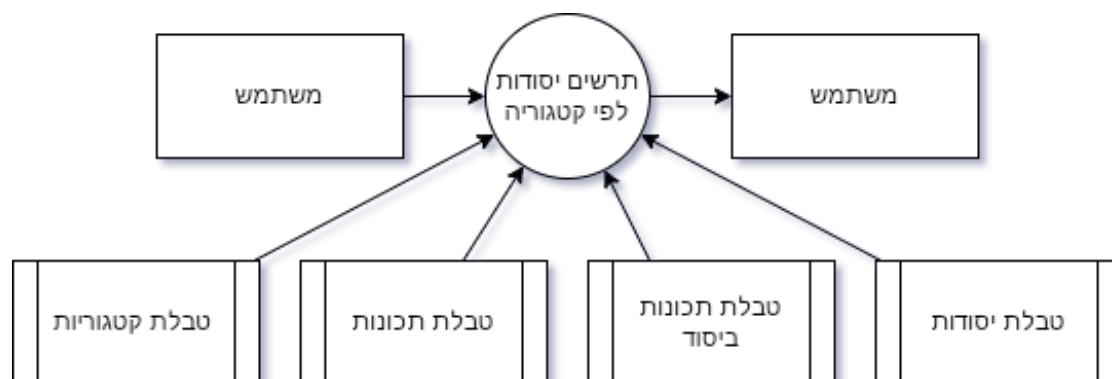 משתמש
תרשים יסודות
לפי קטגוריה
משתמש
טבלת קטגוריות
טבלת תכונות
טבלת תכונות
ביסוד
טבלת יסודות